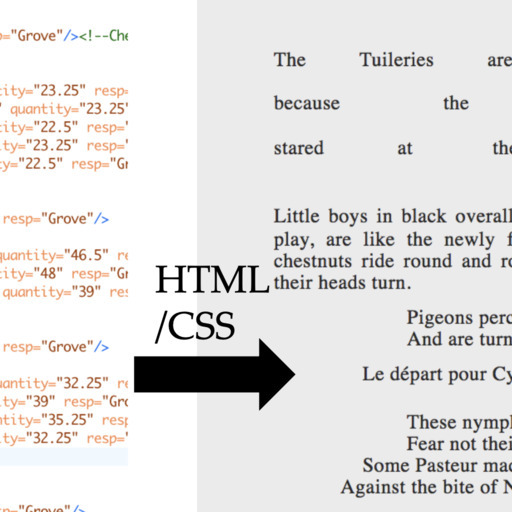 ="Grove"/><!--Che
ity="23.25" resp=
quantity="23.25"
ity="22.5" resp="
ty="23.25" resp="
y="22.5" resp="Gr
resp="Grove"/>
quantity="46.5" re
ity="48" resp="Gr
quantity="39" res
resp="Grove"/>
uantity="32.25" re
ty="39" resp="Gro
ntity="35.25" resp
ty="32.25" resp="
="Grove"/>
HTML
/CSS
The Tuileries are
because the
stared at the
Little boys in black overall
play, are like the newly f
chestnuts ride round and ro
their heads turn.
Pigeons perc
And are turn
Le départ pour Cy
These nymph
Fear not thei
Some Pasteur mad
Against the bite of N